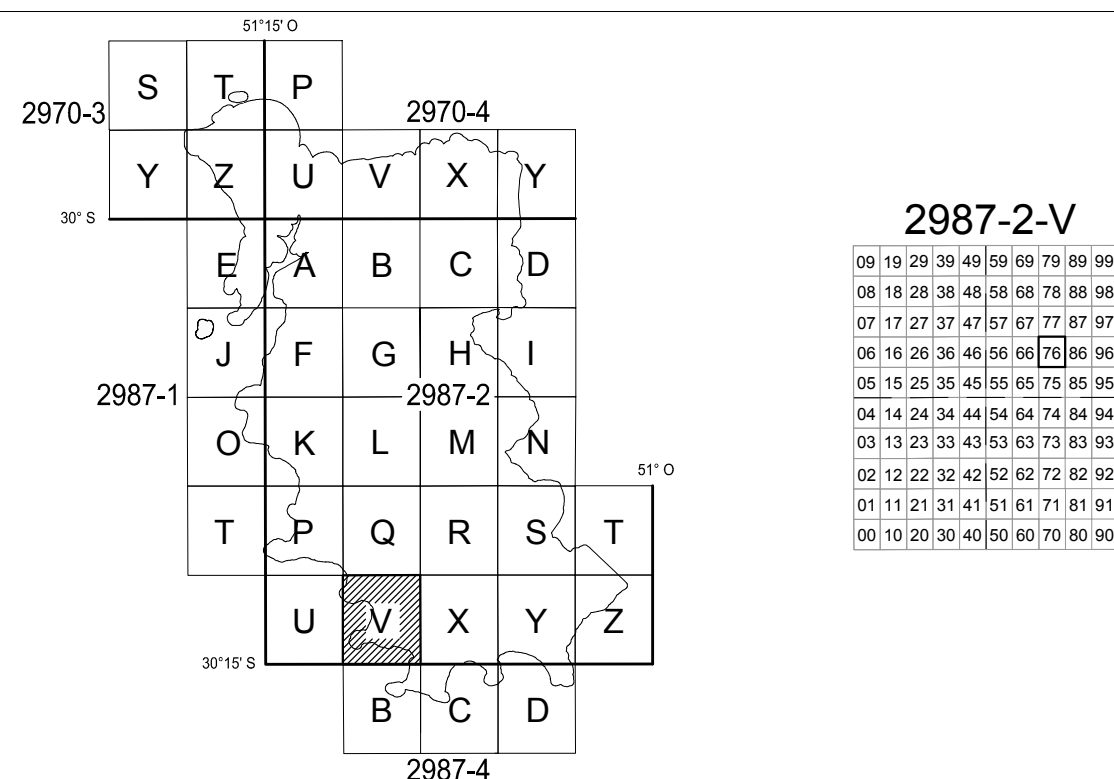 51°15' O
S T P
2970-3
2970-4
Y Z U V X Y
30° S
E A B C D
J F G H I
2987-1
2987-2
O K L M N
51° O
T P Q R S T
U V X Y Z
30°15' S
B C D
2987-4
2987-2-V
09 19 29 39 49 59 69 79 89 99
08 18 28 38 48 58 68 78 88 98
07 17 27 37 47 57 67 77 87 97
06 16 26 36 46 56 66 76 86 96
05 15 25 35 45 55 65 75 85 95
04 14 24 34 44 54 64 74 84 94
03 13 23 33 43 53 63 73 83 93
02 12 22 32 42 52 62 72 82 92
01 11 21 31 41 51 61 71 81 91
00 10 20 30 40 50 60 70 80 90